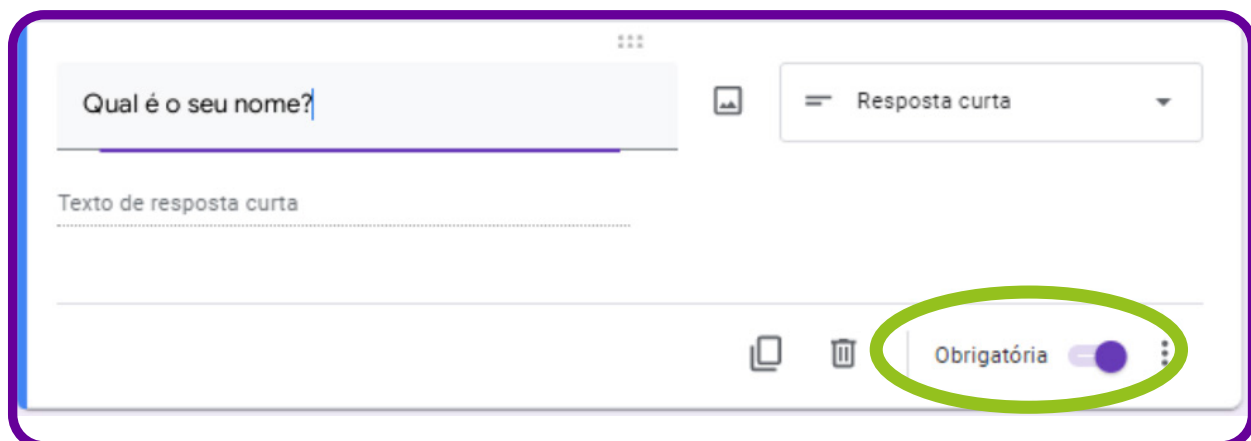 Qual é o seu nome?
Resposta curta
Texto de resposta curta
Obrigatória